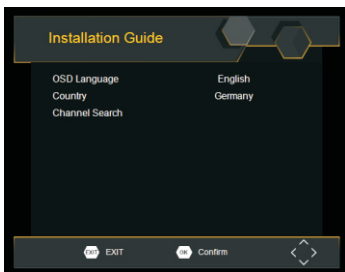 Installation Guide
OSD Language English
Country Germany
Channel Search
EXIT EXIT OK Confirm